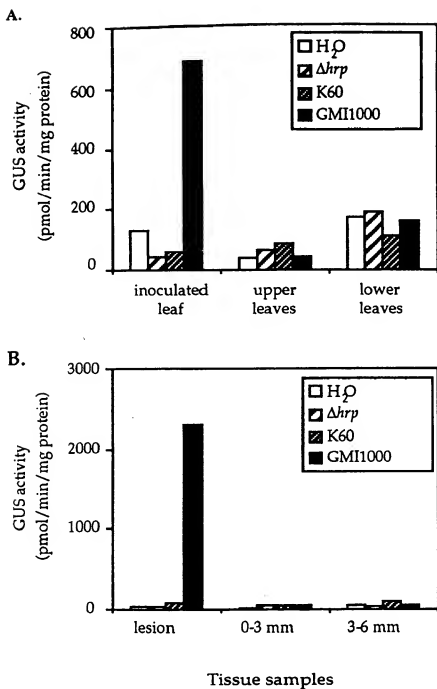 A.
800
600
400
200
0
GUS activity
(pmol/min/mg protein)
H2O
Δhrp
K60
GMI1000
inoculated
leaf
upper
leaves
lower
leaves
B.
3000
2000
1000
0
GUS activity
(pmol/min/mg protein)
H2O
Δhrp
K60
GMI1000
lesion
0-3 mm
3-6 mm
Tissue samples